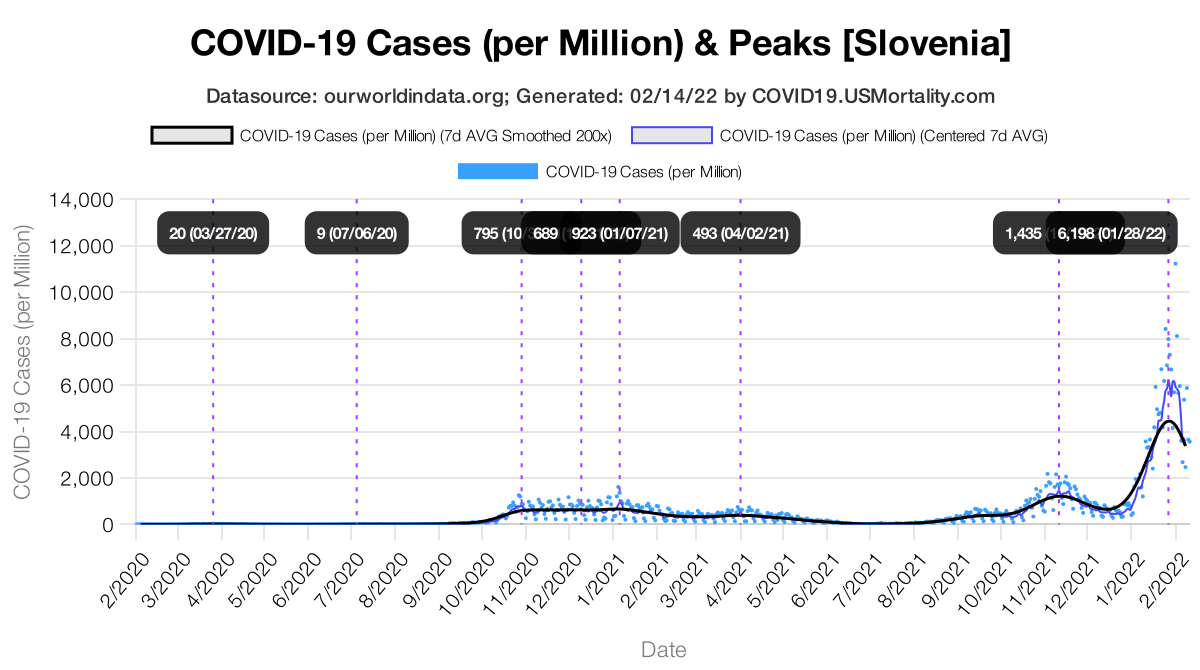 COVID-19 Cases (per Million) & Peaks [Slovenia]
Datasource: ourworldindata.org; Generated: 02/14/22 by COVID19.USMortality.com
COVID-19 Cases (per Million) (7d AVG Smoothed 200x) COVID-19 Cases (per Million) (Centered 7d AVG)
COVID-19 Cases (per Million)
14,000
20 (03/27/20) 9 (07/06/20) 795 (10/ 689 923 (01/07/21) 493 (04/02/21) 1,435 6,198 (01/28/22)
12,000
10,000
8,000
6,000
4,000
2,000
0
COVID-19 Cases (per Million)
2/2020 3/2020 4/2020 5/2020 6/2020 7/2020 8/2020 9/2020 10/2020 11/2020 12/2020 1/2021 2/2021 3/2021 4/2021 5/2021 6/2021 7/2021 8/2021 9/2021 10/2021 11/2021 12/2021 1/2022 2/2022
Date